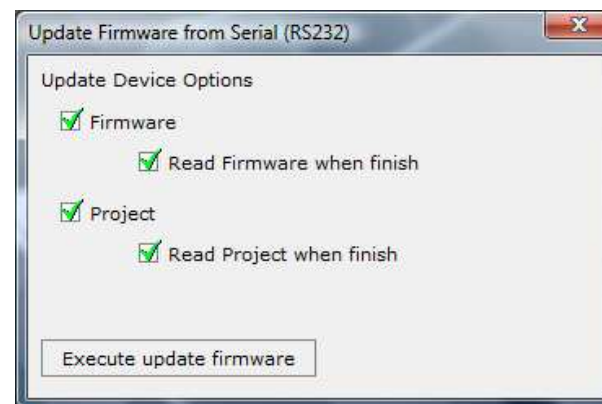 Update Firmware from Serial (RS232)
Update Device Options
Firmware
Read Firmware when finish
Project
Read Project when finish
Execute update firmware